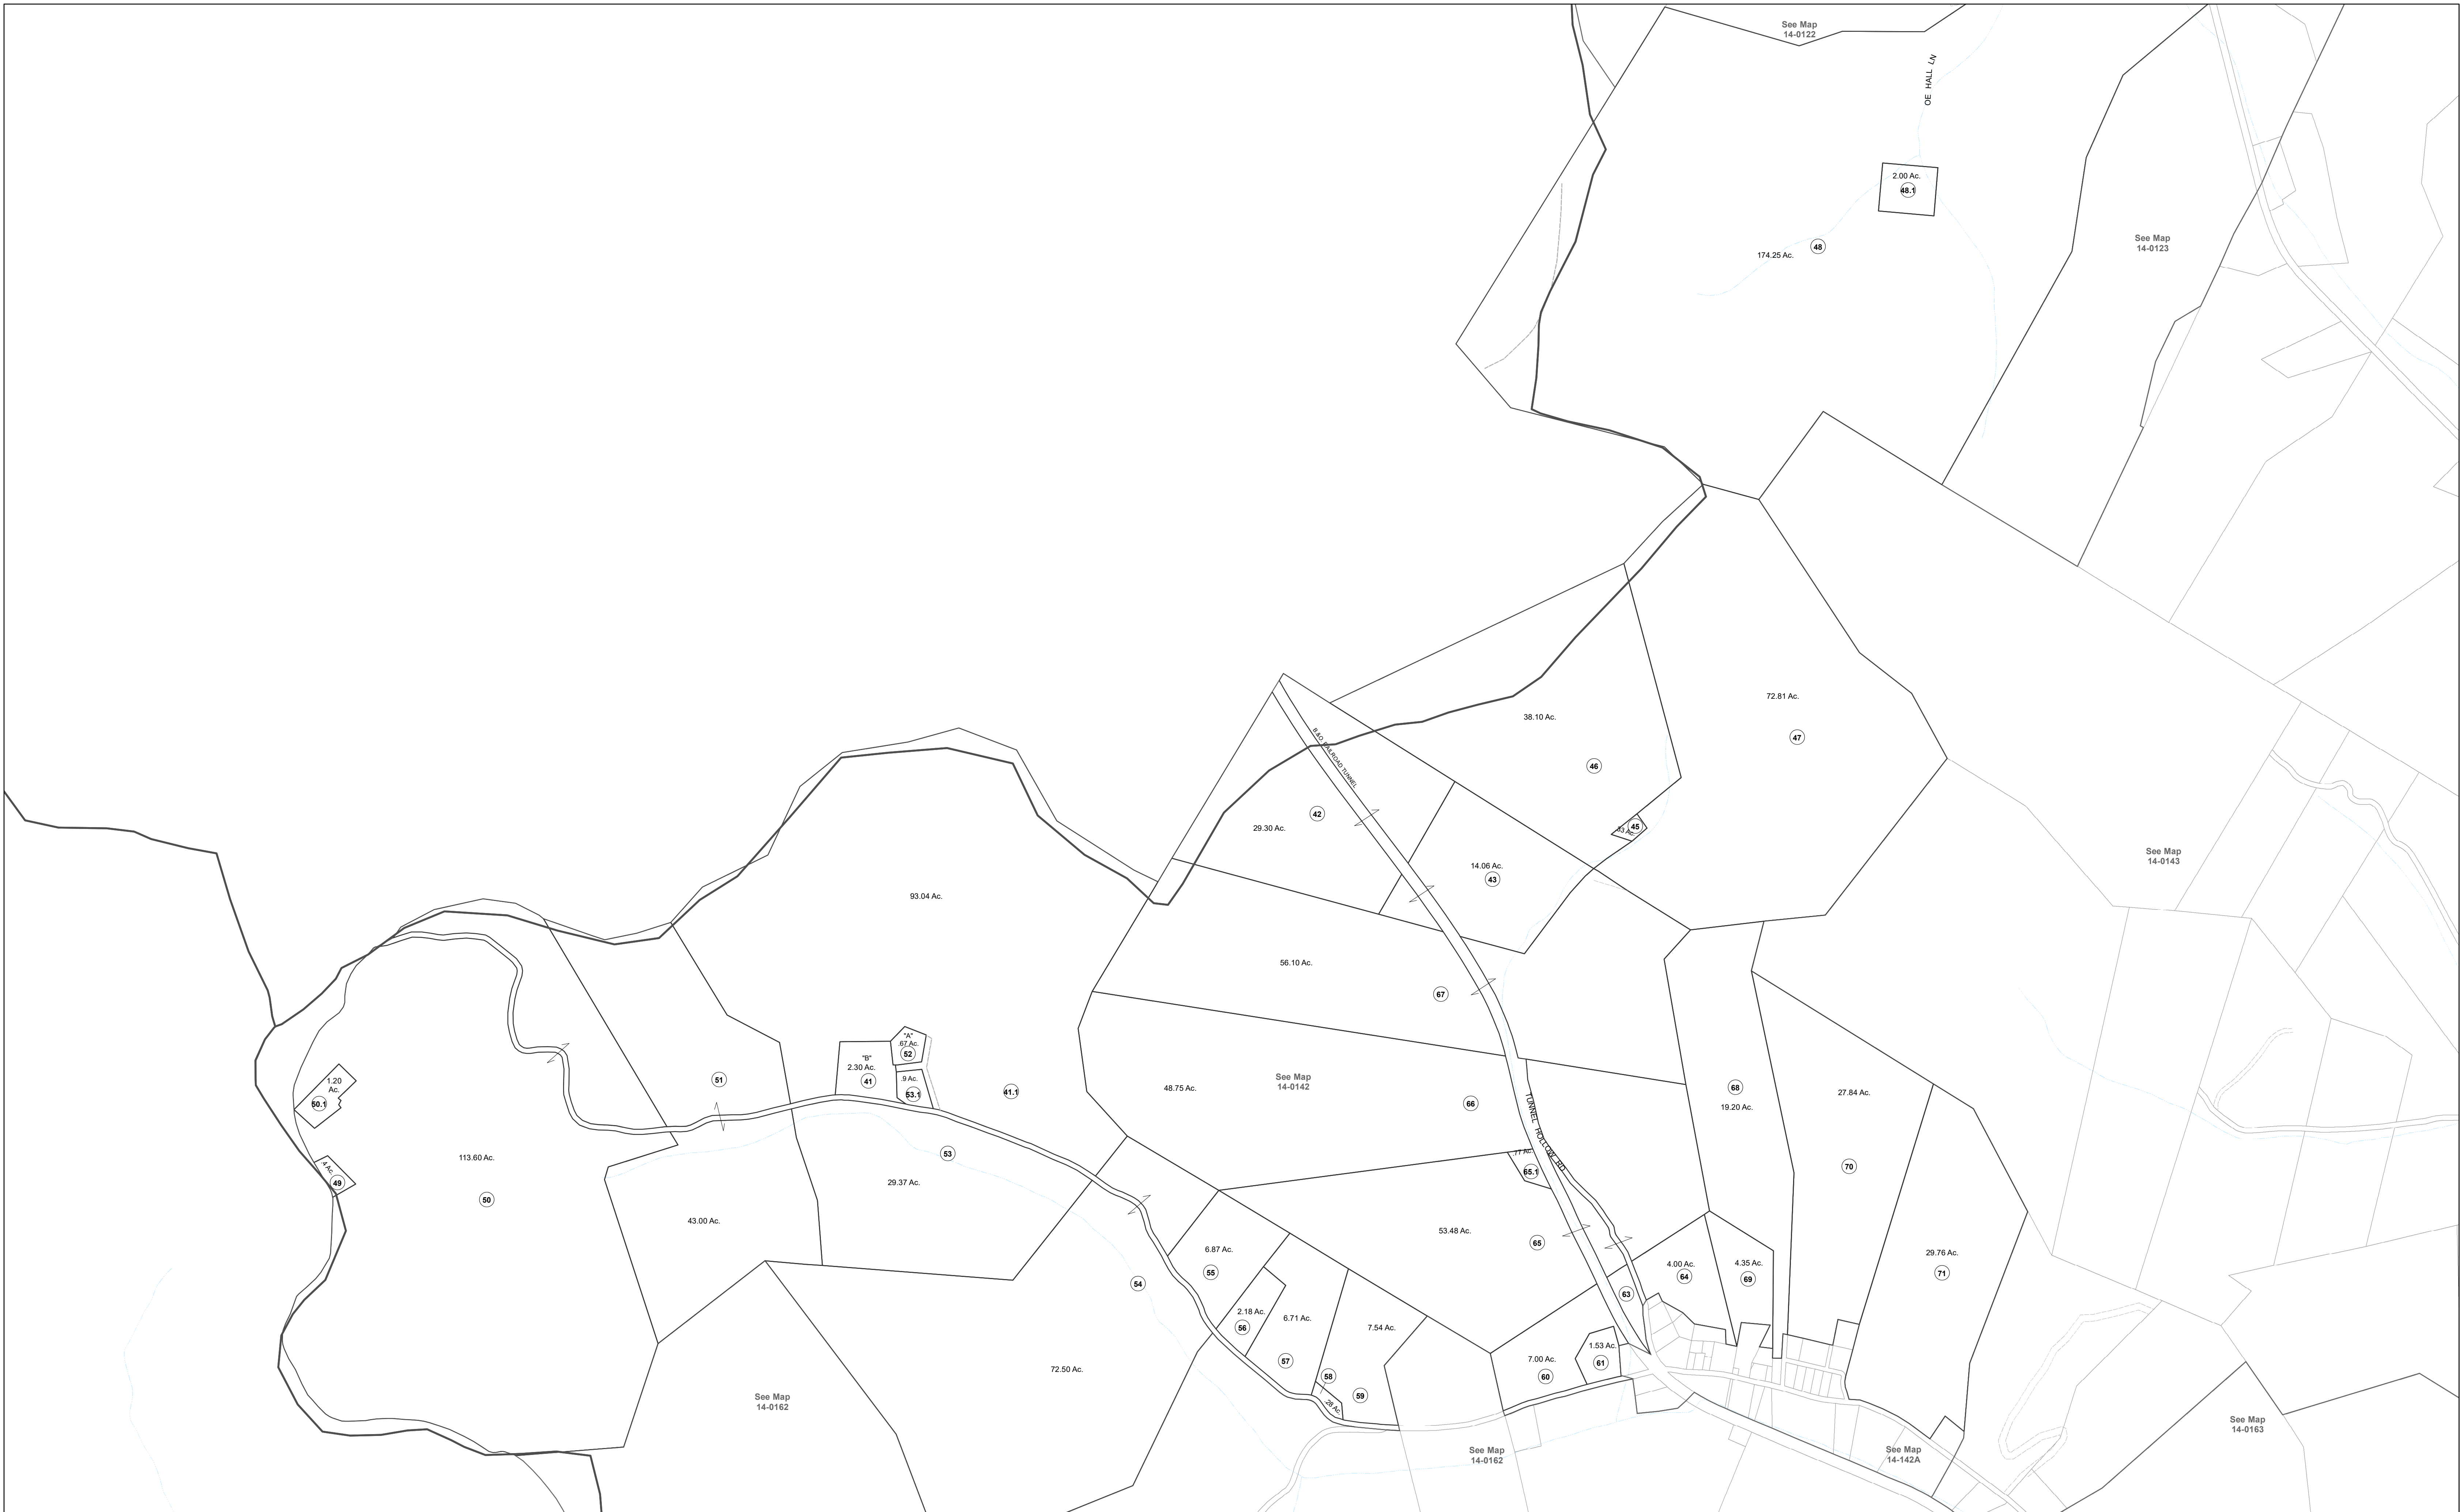 See Map
14-0122
OE HALL LN
2.00 Ac.
48.1
See Map
14-0123
48
174.25 Ac.
72.81 Ac.
38.10 Ac.
47
B&O RAILROAD TUNNEL
46
42
45
29.30 Ac.
See Map
14-0143
14.06 Ac.
43
93.04 Ac.
56.10 Ac.
67
"A"
.67 Ac.
52
"B"
2.30 Ac.
41
.9 Ac.
53.1
41.1
51
1.20
Ac.
50.1
See Map
14-0142
48.75 Ac.
66
68
19.20 Ac.
27.84 Ac.
TUNNEL HOLLOW RD
77 Ac.
65.1
70
113.60 Ac.
53
4 Ac.
49
29.37 Ac.
50
43.00 Ac.
53.48 Ac.
65
6.87 Ac.
55
54
4.00 Ac.
64
4.35 Ac.
69
29.76 Ac.
71
63
2.18 Ac.
56
6.71 Ac.
57
7.54 Ac.
1.53 Ac.
61
7.00 Ac.
60
72.50 Ac.
58
59
28 Ac.
See Map
14-0162
See Map
14-0162
See Map
14-142A
See Map
14-0163